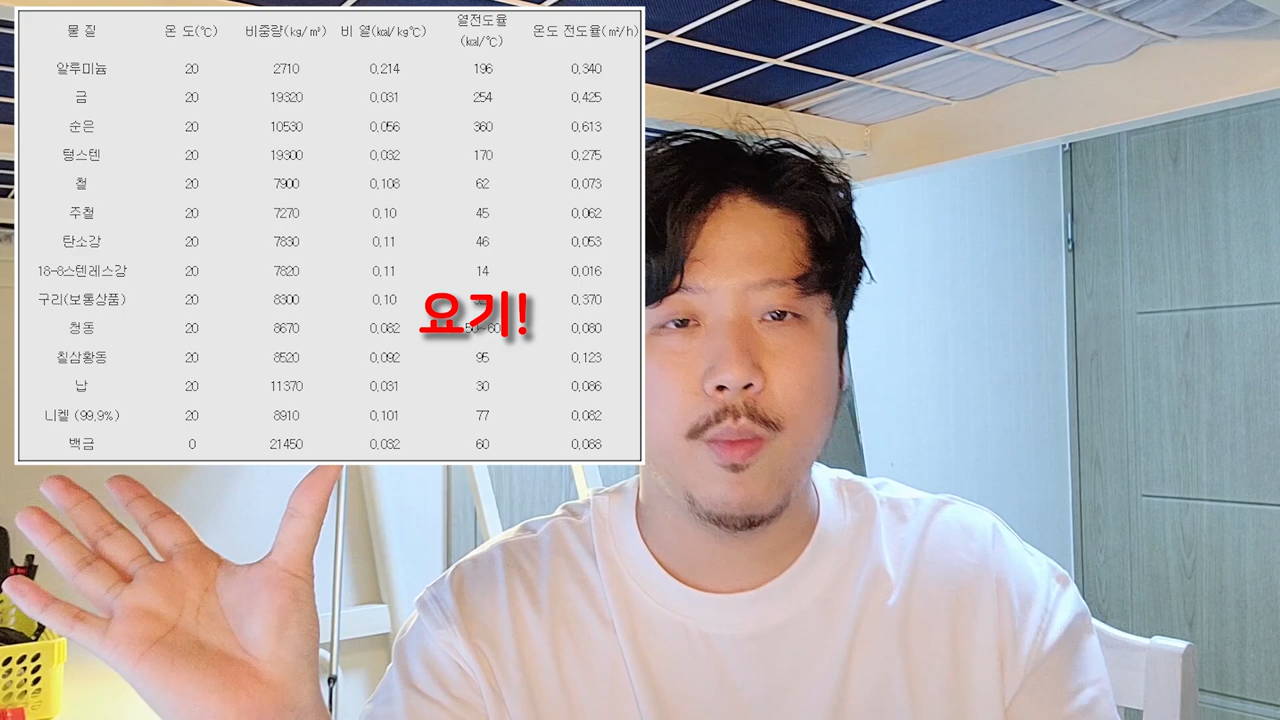 물 질 온 도(℃) 비중량(kg/㎥) 비 열(㎉/kg℃) 열전도율 (㎉/℃) 온도 전도율(㎡/h)
알루미늄 20 2710 0,214 196 0,340
금 20 19320 0,031 254 0,425
순은 20 10530 0,056 360 0,613
텅스텐 20 19300 0,032 170 0,275
철 20 7900 0,108 62 0,073
주철 20 7270 0,10 45 0,062
탄소강 20 7830 0,11 46 0,053
18-8스텐레스강 20 7820 0,11 14 0,016
구리(보통상품) 20 8300 0,10 0,370
요기!
청동 20 8670 0,082 50~60 0,080
칠삼황동 20 8520 0,092 95 0,123
납 20 11370 0,031 30 0,086
니켈 (99,9%) 20 8910 0,101 77 0,082
백금 0 21450 0,032 60 0,088